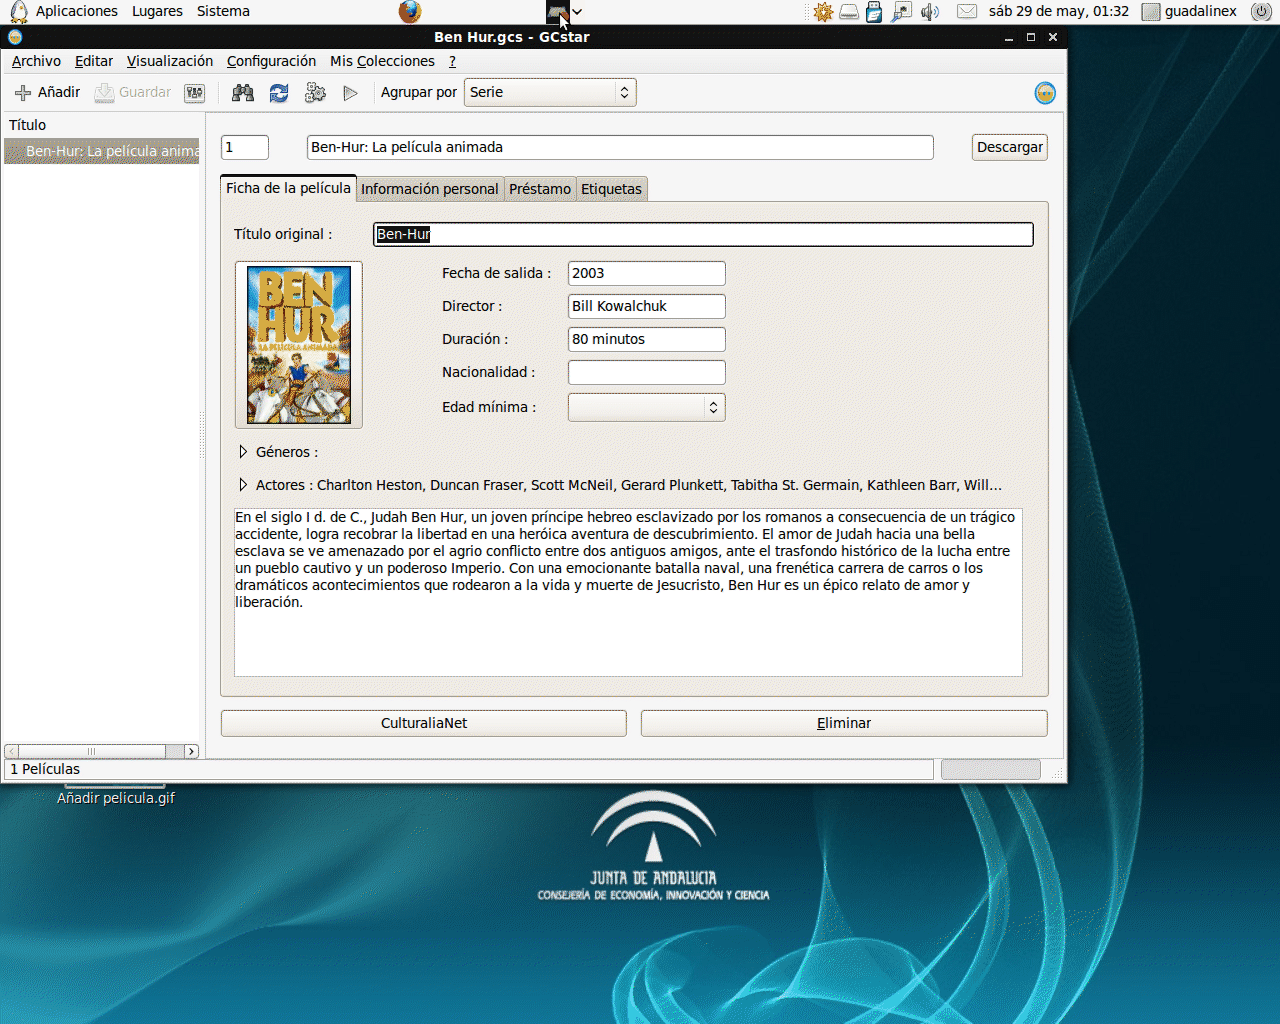 Aplicaciones Lugares Sistema sáb 29 de may, 01:32 guadalinex
Ben Hur.gcs - GCstar
Archivo Editar Visualización Configuración Mis Colecciones ?
Añadir Guardar Agrupar por Serie
Título
Ben-Hur: La película anima
1 Ben-Hur: La película animada Descargar
Ficha de la película Información personal Préstamo Etiquetas
Título original : Ben-Hur
BEN
HUR
LA PELÍCULA ANIMADA
Fecha de salida : 2003
Director : Bill Kowalchuk
Duración : 80 minutos
Nacionalidad :
Edad mínima :
Géneros :
Actores : Charlton Heston, Duncan Fraser, Scott McNeil, Gerard Plunkett, Tabitha St. Germain, Kathleen Barr, Will...
En el siglo I d. de C., Judah Ben Hur, un joven príncipe hebreo esclavizado por los romanos a consecuencia de un trágico
accidente, logra recobrar la libertad en una heróica aventura de descubrimiento. El amor de Judah hacia una bella
esclava se ve amenazado por el agrio conflicto entre dos antiguos amigos, ante el trasfondo histórico de la lucha entre
un pueblo cautivo y un poderoso Imperio. Con una emocionante batalla naval, una frenética carrera de carros o los
dramáticos acontecimientos que rodearon a la vida y muerte de Jesucristo, Ben Hur es un épico relato de amor y
liberación.
CulturaliaNet Eliminar
1 Películas
Añadir pelicula.gif
JUNTA DE ANDALUCIA
CONSEJERÍA DE ECONOMÍA, INNOVACIÓN Y CIENCIA